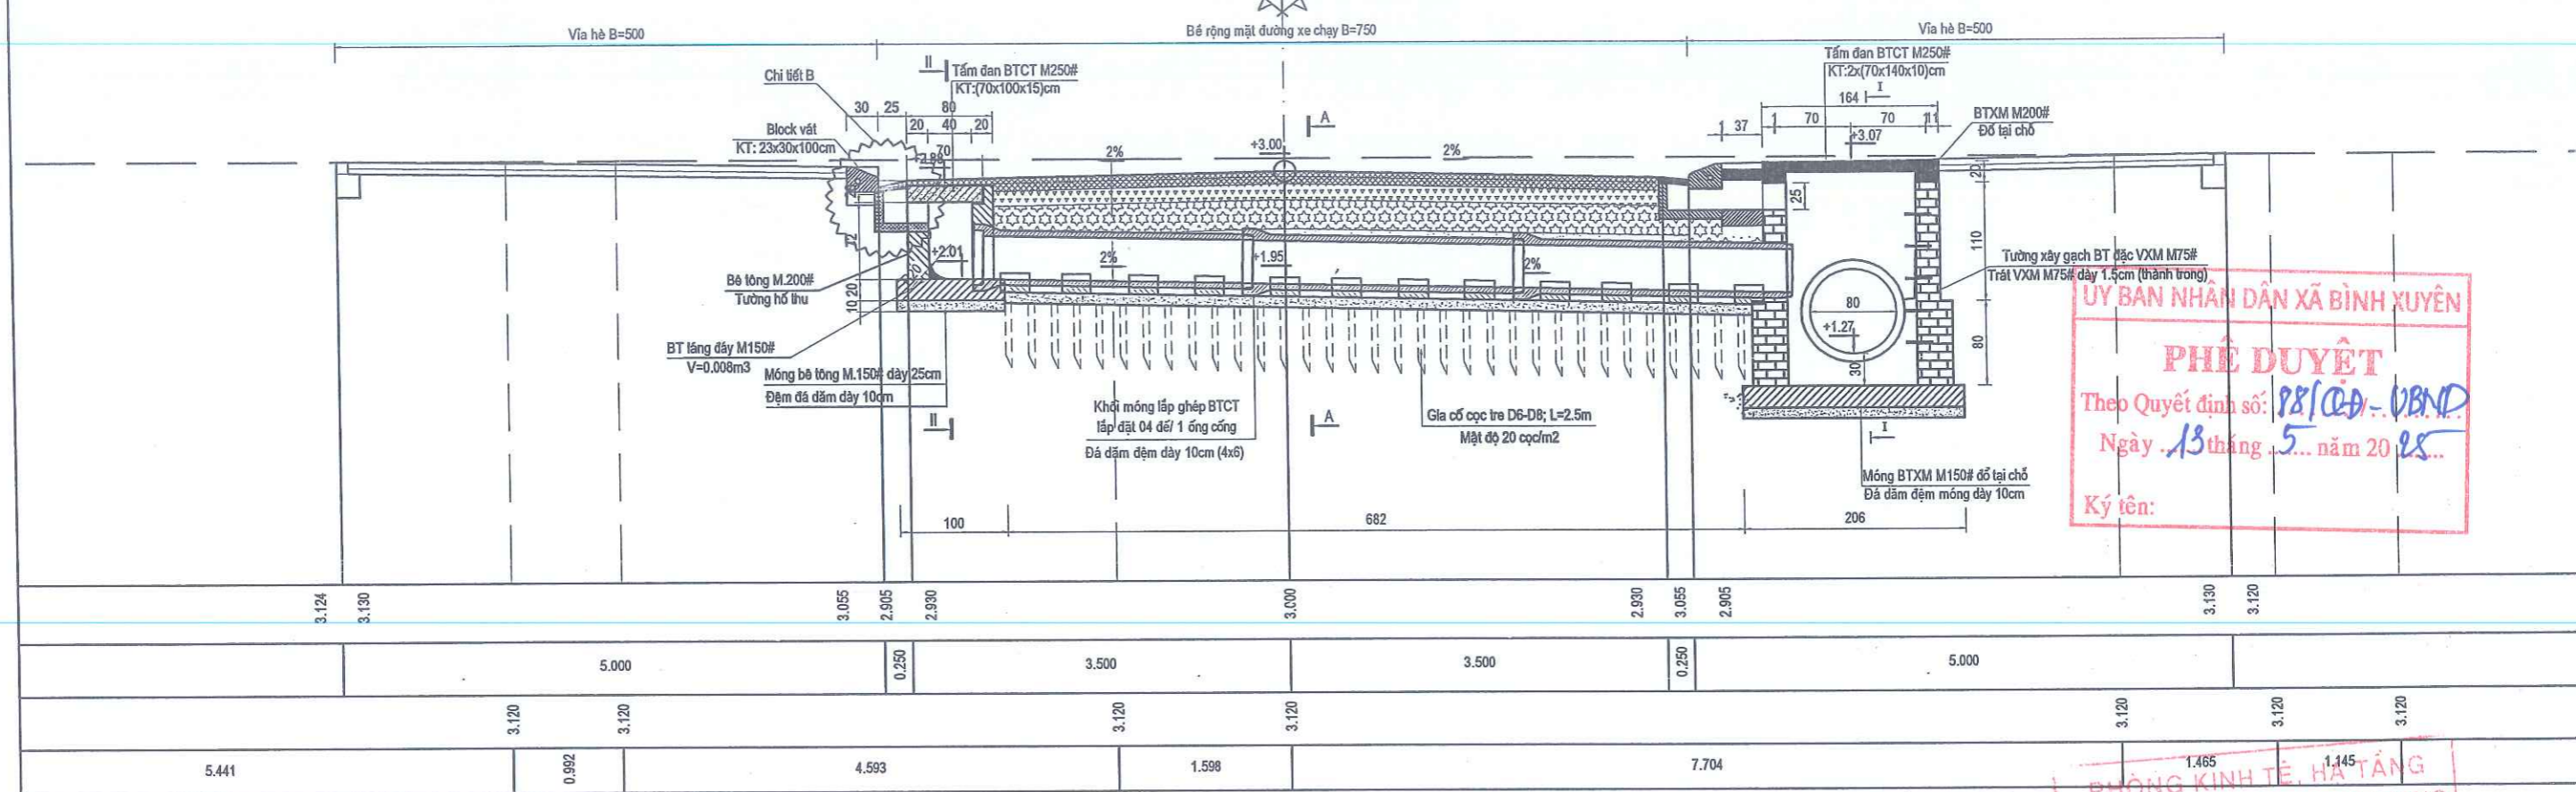 Vỉa hè B=500
Bề rộng mặt đường xe chạy B=750
Vỉa hè B=500
Chi tiết B
II
Tấm đan BTCT M250#
KT:(70x100x15)cm
Tấm đan BTCT M250#
KT:2x(70x140x10)cm
30 25 80
20 40 20
Block vát
KT: 23x30x100cm
70
A
164
I
1 37 1 70 70 11
+3.07
BTXM M200#
Đổ tại chỗ
2%
+3.00
2%
20
25
110
+2.01
2%
+1.95
2%
Bê tông M.200#
Tường hố thu
10 20
Tường xây gạch BT đặc VXM M75#
Trát VXM M75# dày 1.5cm (thành trong)
80
+1.27
30
80
BT láng đáy M150#
V=0.008m3
Móng bê tông M.150# dày 25cm
Đệm đá dăm dày 10cm
II
Khối móng lắp ghép BTCT
lắp đặt 04 đế/ 1 ống cống
Đá dăm đệm dày 10cm (4x6)
A
Gia cố cọc tre D6-D8; L=2.5m
Mật độ 20 cọc/m2
I
Móng BTXM M150# đổ tại chỗ
Đá dăm đệm móng dày 10cm
ỦY BAN NHÂN DÂN XÃ BÌNH XUYÊN
PHÊ DUYỆT
Theo Quyết định số: 88/QĐ-UBND
Ngày 13 tháng 5 năm 2025
Ký tên:
100 682 206
3.124 3.130 3.055 2.905 2.930 3.000 2.930 3.055 2.905 3.130 3.120
5.000 0.250 3.500 3.500 0.250 5.000
3.120 3.120 3.120 3.120 3.120 3.120 3.120
5.441 0.992 4.593 1.598 7.704 1.465 1.145
PHÒNG KINH TẾ, HẠ TẦNG